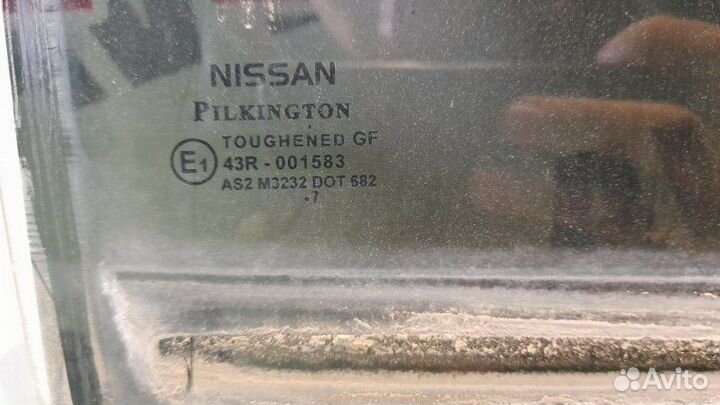 NISSAN
PILKINGTON
TOUGHENED GF
E1 43R - 001583
AS2 M3232 DOT 682
.7
Avito